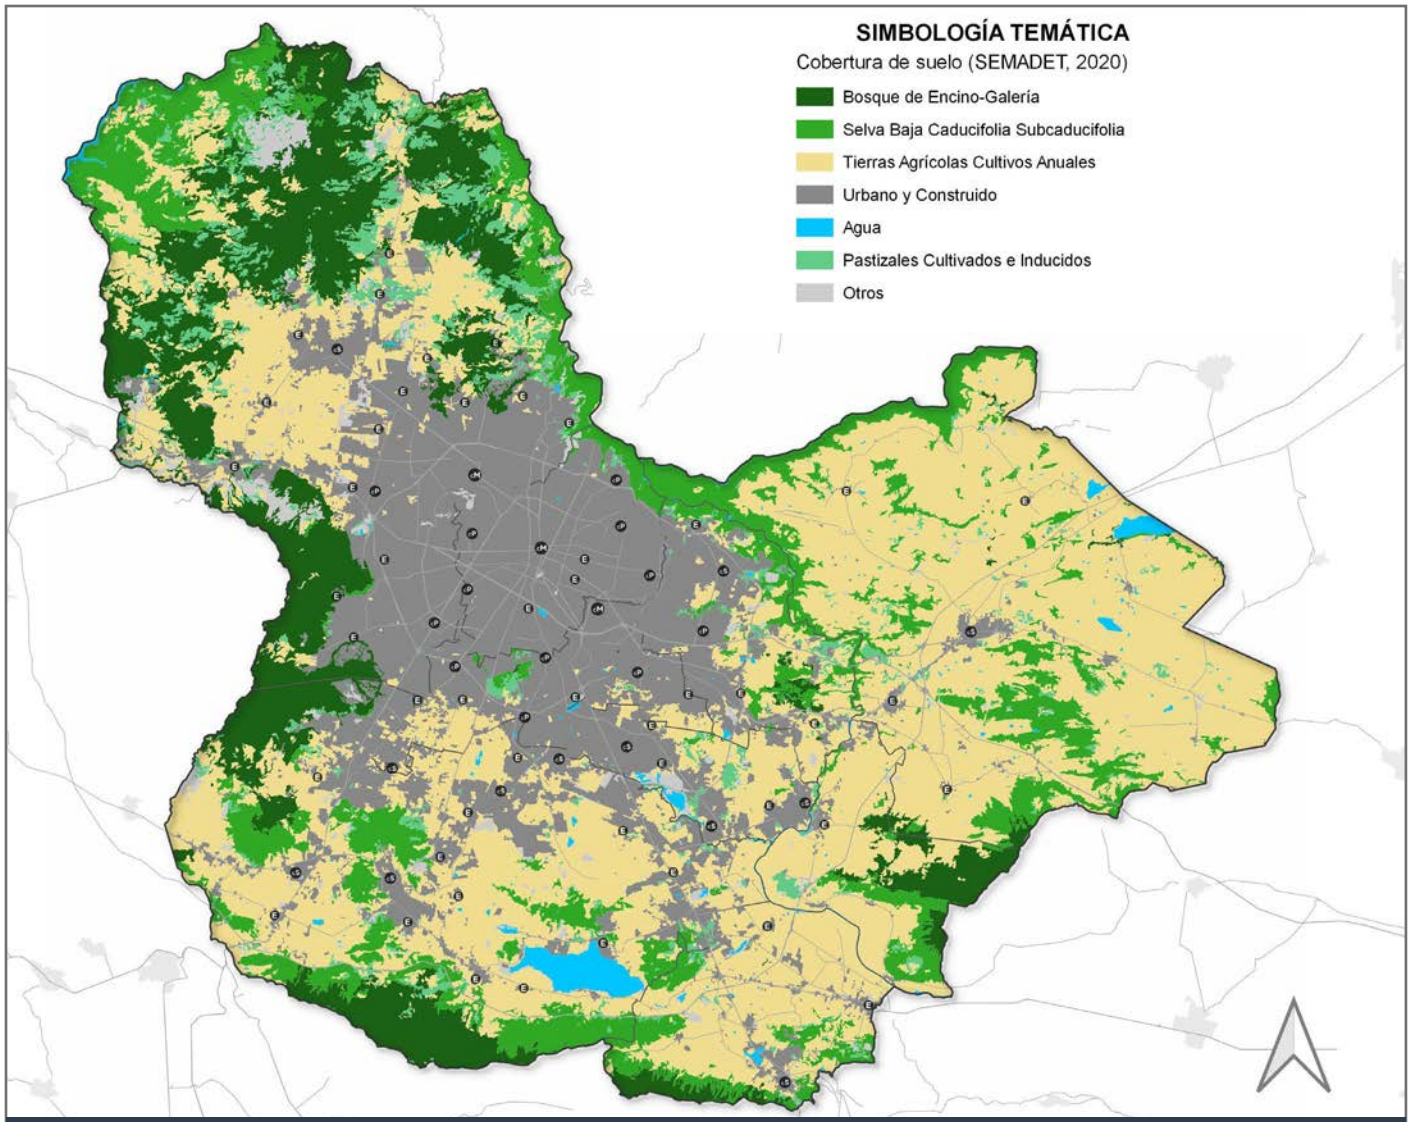 SIMBOLOGÍA TEMÁTICA
Cobertura de suelo (SEMADET, 2020)
Bosque de Encino-Galería
Selva Baja Caducifolia Subcaducifolia
Tierras Agrícolas Cultivos Anuales
Urbano y Construido
Agua
Pastizales Cultivados e Inducidos
Otros